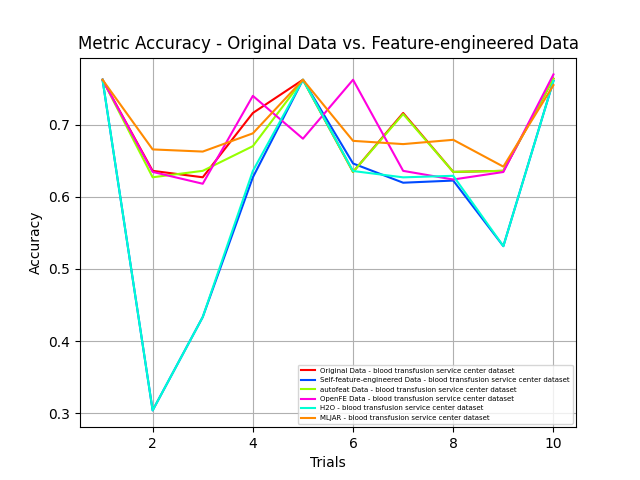 Metric Accuracy - Original Data vs. Feature-engineered Data
Accuracy
0.7
0.6
0.5
0.4
0.3
2
4
6
8
10
Trials
Original Data - blood transfusion service center dataset
Self-feature-engineered Data - blood transfusion service center dataset
autofeat Data - blood transfusion service center dataset
OpenFE Data - blood transfusion service center dataset
H2O - blood transfusion service center dataset
MLJAR - blood transfusion service center dataset